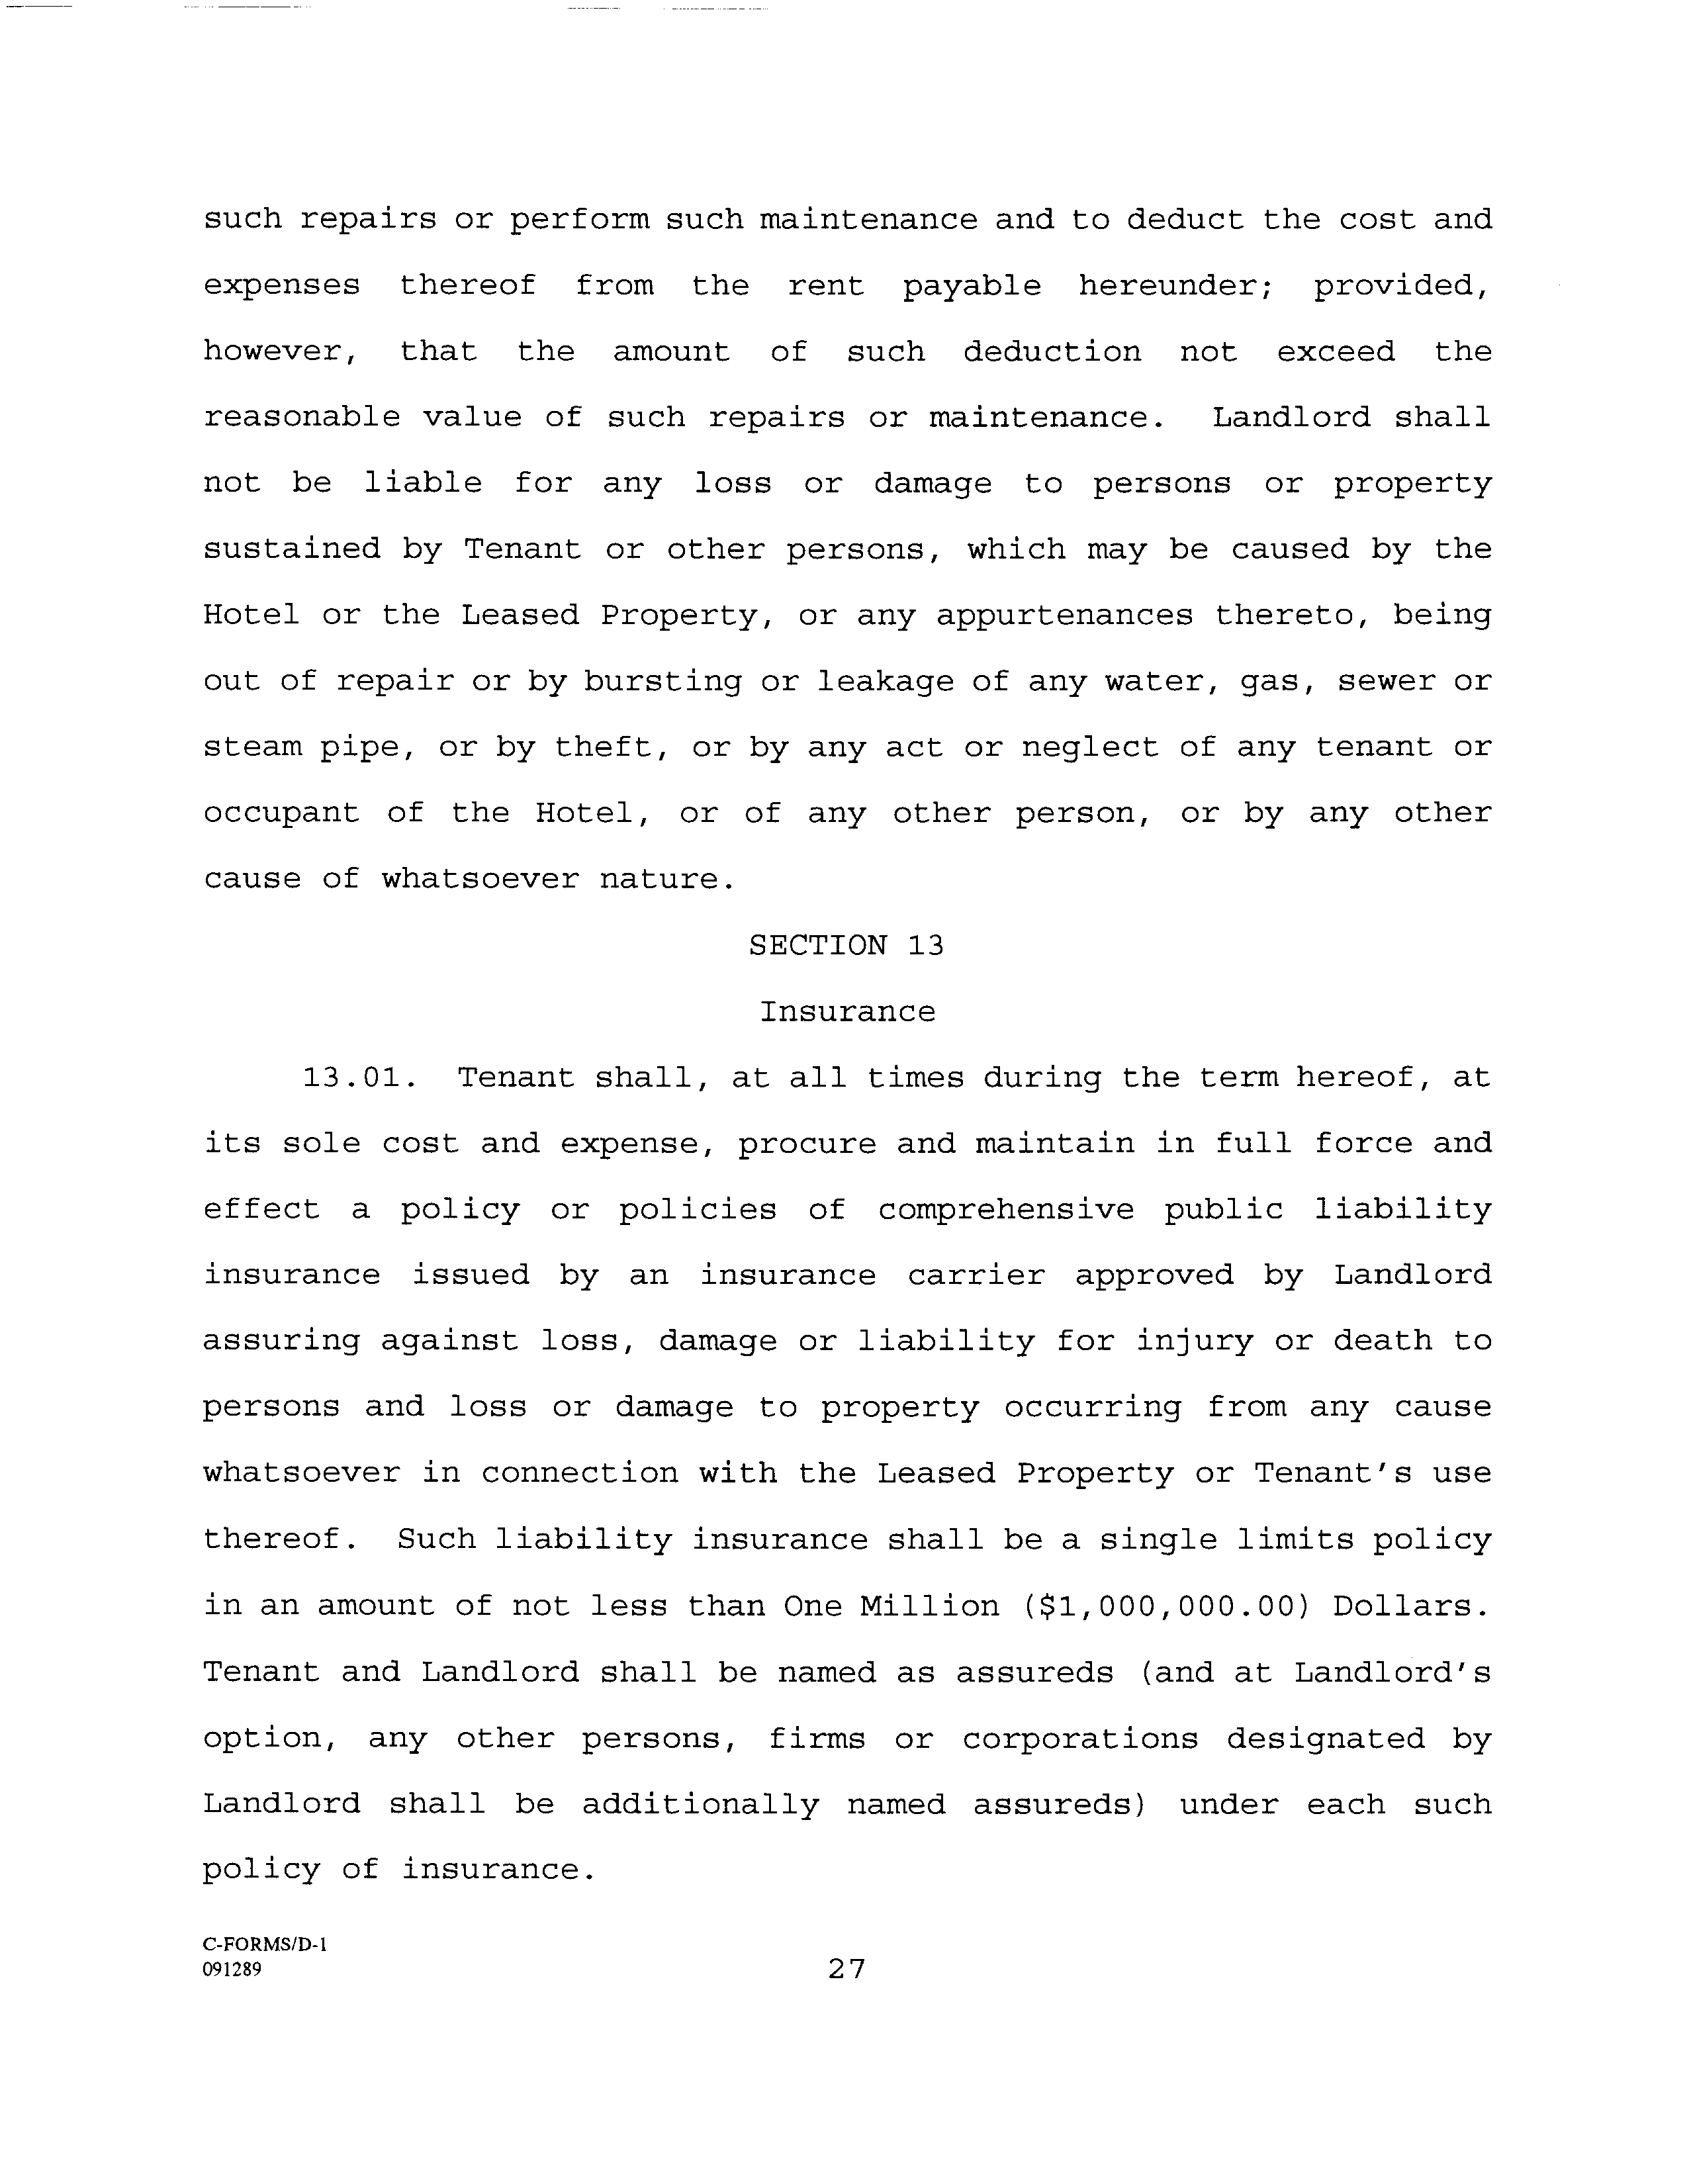 such repairs or perform such maintenance and to deduct the cost and
expenses thereof from the rent payable hereunder; provided,
however, that the amount of such deduction not exceed the
reasonable value of such repairs or maintenance. Landlord shall
not be liable for any loss or damage to persons or property
sustained by Tenant or other persons, which may be caused by the
Hotel or the Leased Property, or any appurtenances thereto, being
out of repair or by bursting or leakage of any water, gas, sewer or
steam pipe, or by theft, or by any act or neglect of any tenant or
occupant of the Hotel, or of any other person, or by any other
cause of whatsoever nature.
SECTION 13
Insurance
13.01. Tenant shall, at all times during the term hereof, at
its sole cost and expense, procure and maintain in full force and
effect a policy or policies of comprehensive public liability
insurance issued by an insurance carrier approved by Landlord
assuring against loss, damage or liability for injury or death to
persons and loss or damage to property occurring from any cause
whatsoever in connection with the Leased Property or Tenant's use
thereof. Such liability insurance shall be a single limits policy
in an amount of not less than One Million ($1,000,000.00) Dollars.
Tenant and Landlord shall be named as assureds (and at Landlord's
option, any other persons, firms or corporations designated by
Landlord shall be additionally named assureds) under each such
policy of insurance.
C-FORMS/D-1
091289
27